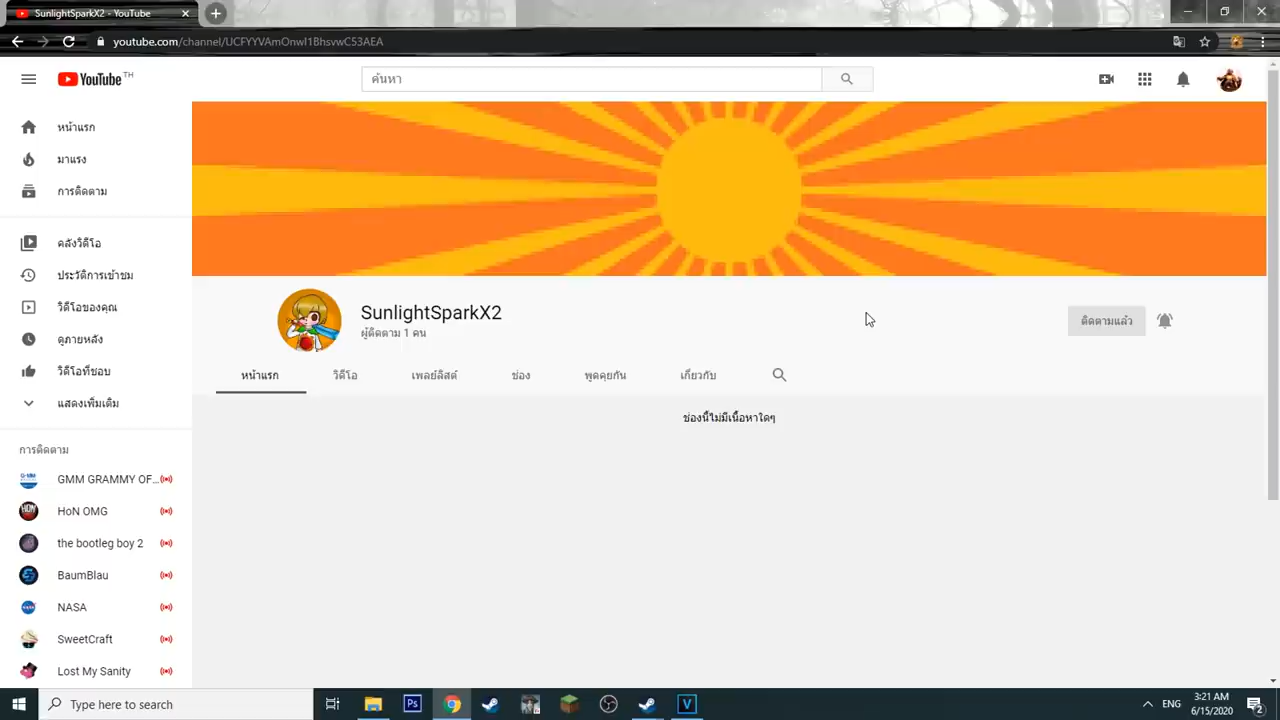 SunlightSparkX2 - YouTube
youtube.com/channel/UCFYYVAmOnwI1BhsvwC53AEA
YouTube TH
ค้นหา
หน้าแรก
มาแรง
การติดตาม
คลังวิดีโอ
ประวัติการเข้าชม
วิดีโอของคุณ
ดูภายหลัง
วิดีโอที่ชอบ
แสดงเพิ่มเติม
การติดตาม
GMM GRAMMY OF...
HoN OMG
the bootleg boy 2
BaumBlau
NASA
SweetCraft
Lost My Sanity
SunlightSparkX2
ผู้ติดตาม 1 คน
ติดตามแล้ว
หน้าแรก วิดีโอ เพลย์ลิสต์ ช่อง พูดคุยกัน เกี่ยวกับ
ช่องนี้ไม่มีเนื้อหาใดๆ
Type here to search
Ps
V
ENG
3:21 AM
6/15/2020
2